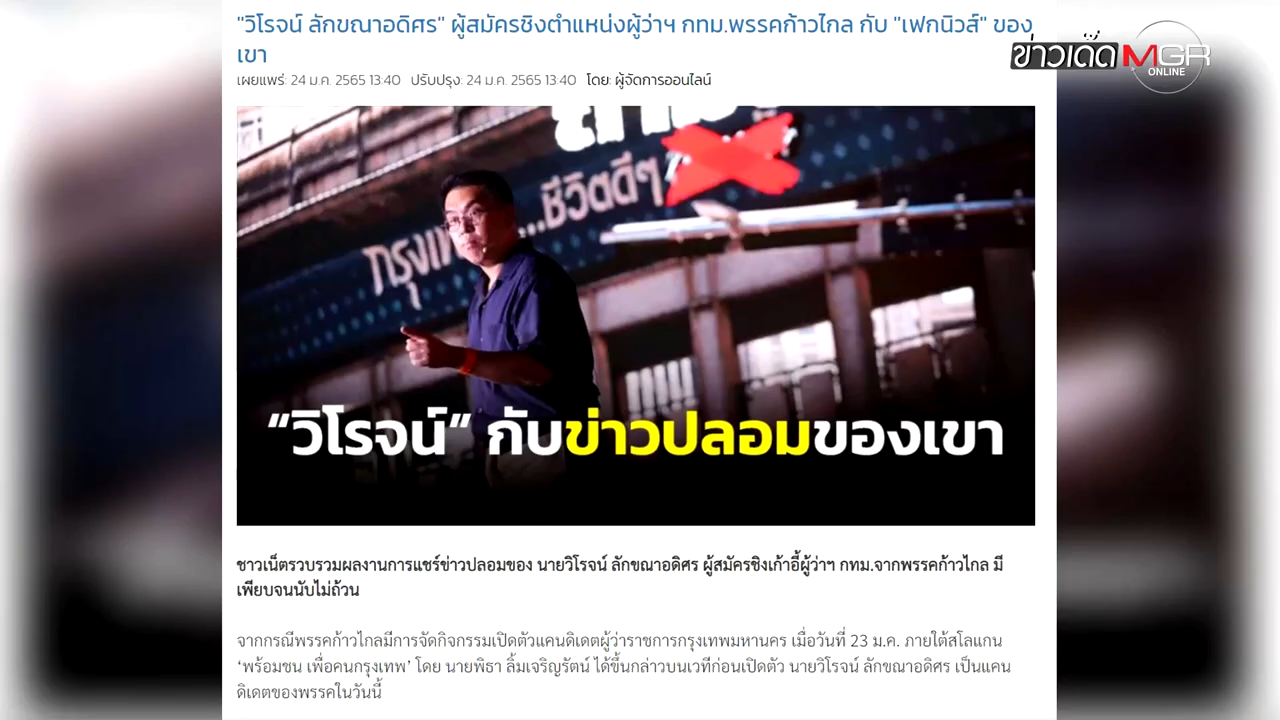 "วิโรจน์ ลักขณาอดิศร" ผู้สมัครชิงตำแหน่งผู้ว่าฯ กทม.พรรคก้าวไกล กับ "เฟกนิวส์" ของ
เขา
เผยแพร่: 24 ม.ค. 2565 13:40 ปรับปรุง: 24 ม.ค. 2565 13:40 โดย: ผู้จัดการออนไลน์
ข่าวเด็ด MGR
ONLINE
ชีวิตดีๆ
“วิโรจน์” กับข่าวปลอมของเขา
ชาวเน็ตรวบรวมผลงานการแชร์ข่าวปลอมของ นายวิโรจน์ ลักขณาอดิศร ผู้สมัครชิงเก้าอี้ผู้ว่าฯ กทม.จากพรรคก้าวไกล มี
เพียบจนนับไม่ถ้วน
จากกรณีพรรคก้าวไกลมีการจัดกิจกรรมเปิดตัวแคนดิเดตผู้ว่าราชการกรุงเทพมหานคร เมื่อวันที่ 23 ม.ค. ภายใต้สโลแกน
‘พร้อมชน เพื่อคนกรุงเทพ’ โดย นายพิธา ลิ้มเจริญรัตน์ ได้ขึ้นกล่าวบนเวทีก่อนเปิดตัว นายวิโรจน์ ลักขณาอดิศร เป็นแคน
ดิเดตของพรรคในวันนี้